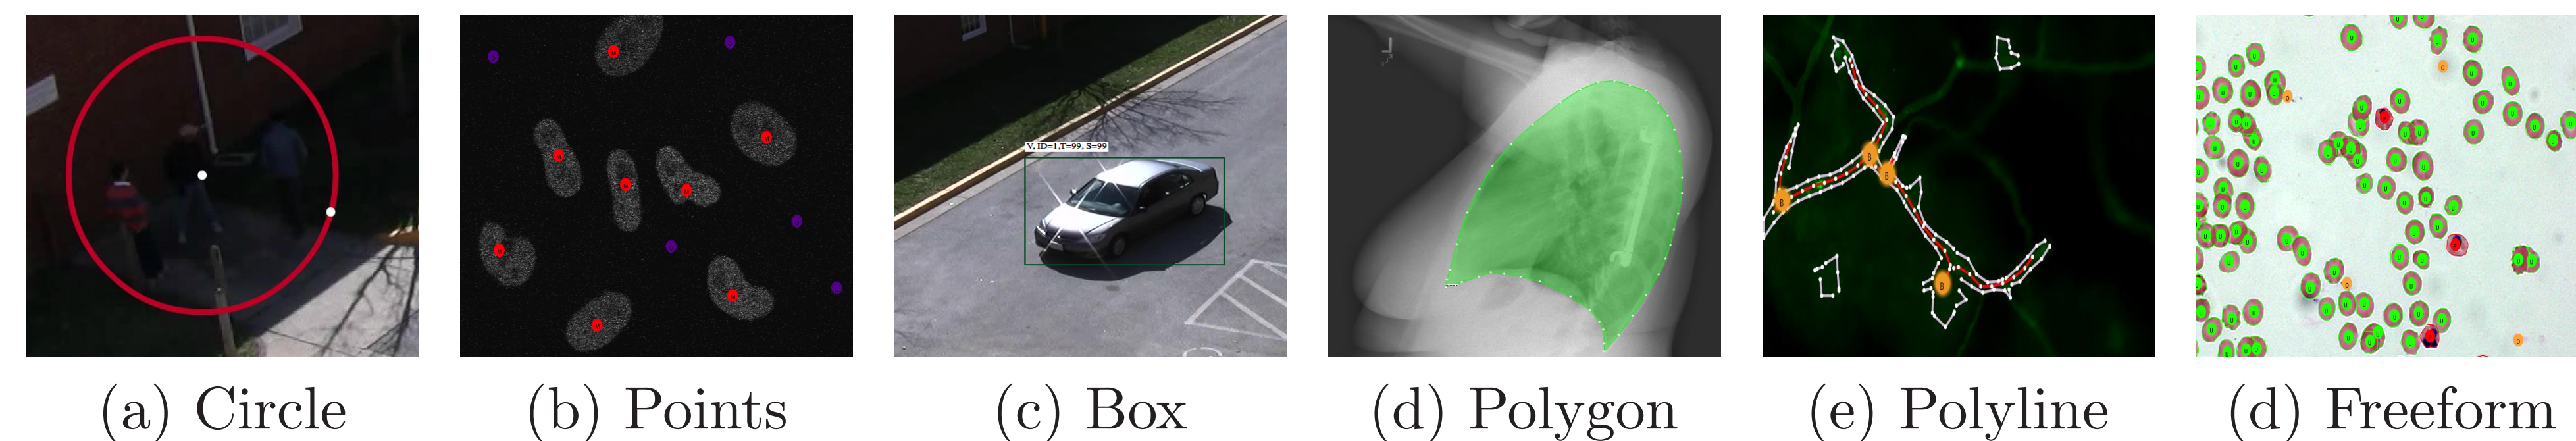 V, ID=1,T=99, S=99
(a) Circle
(b) Points
(c) Box
(d) Polygon
(e) Polyline
(d) Freeform